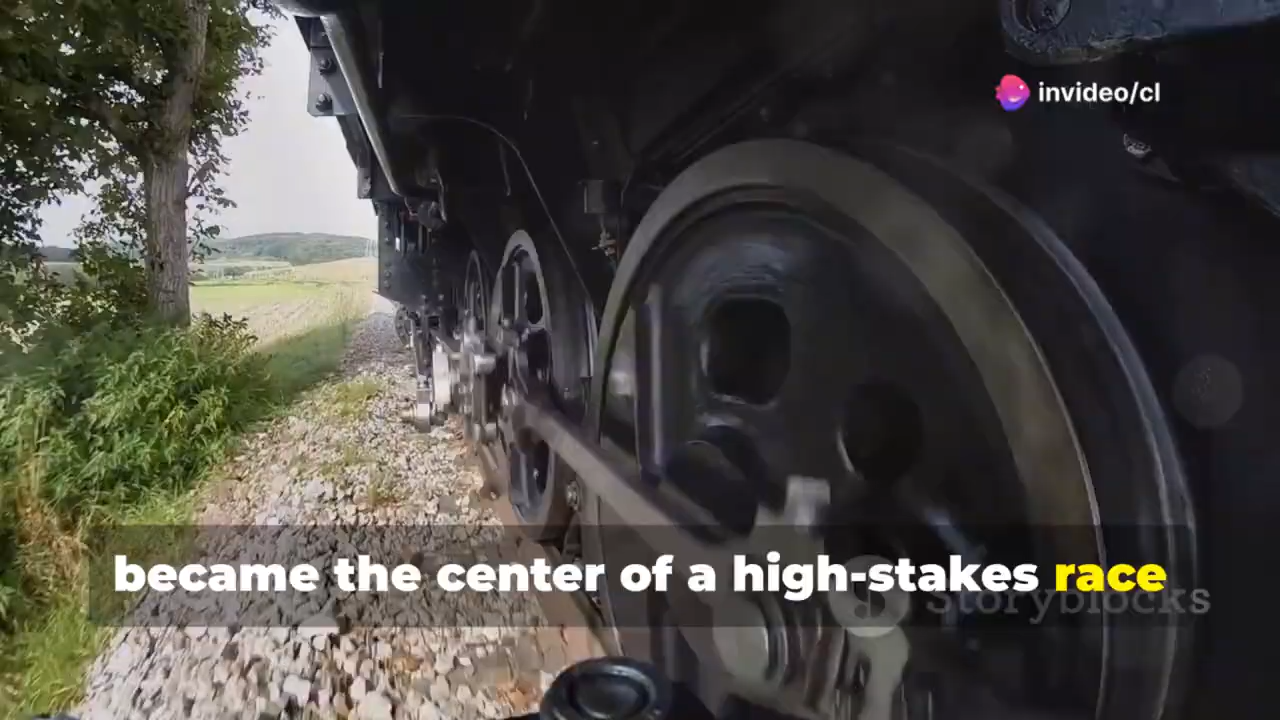 invideo/cl
became the center of a high-stakes race
Storyblocks